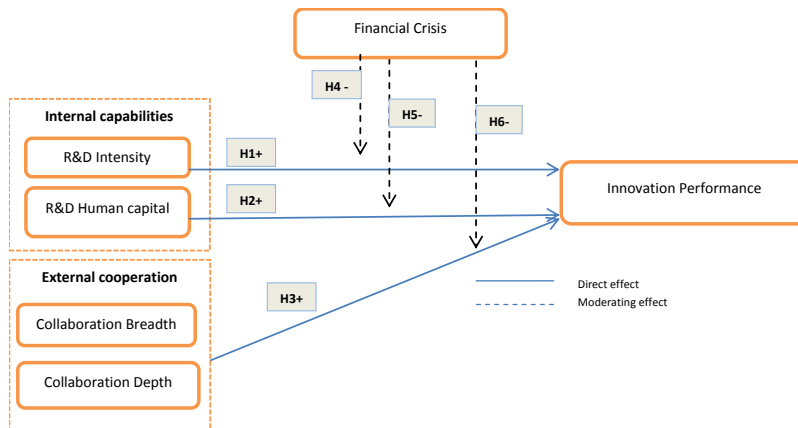 Financial Crisis
H4 -
H5-
H6-
Internal capabilities
R&D Intensity
R&D Human capital
H1+
H2+
Innovation Performance
External cooperation
Collaboration Breadth
Collaboration Depth
H3+
Direct effect
Moderating effect